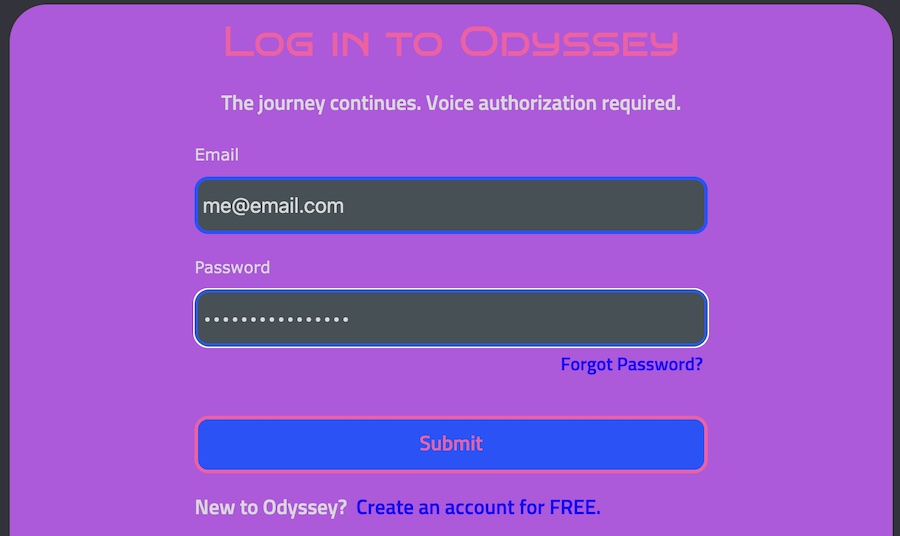 Log in to Odyssey
The journey continues. Voice authorization required.
Email
me@email.com
Password
••••••••••••••••
Forgot Password?
Submit
New to Odyssey? Create an account for FREE.